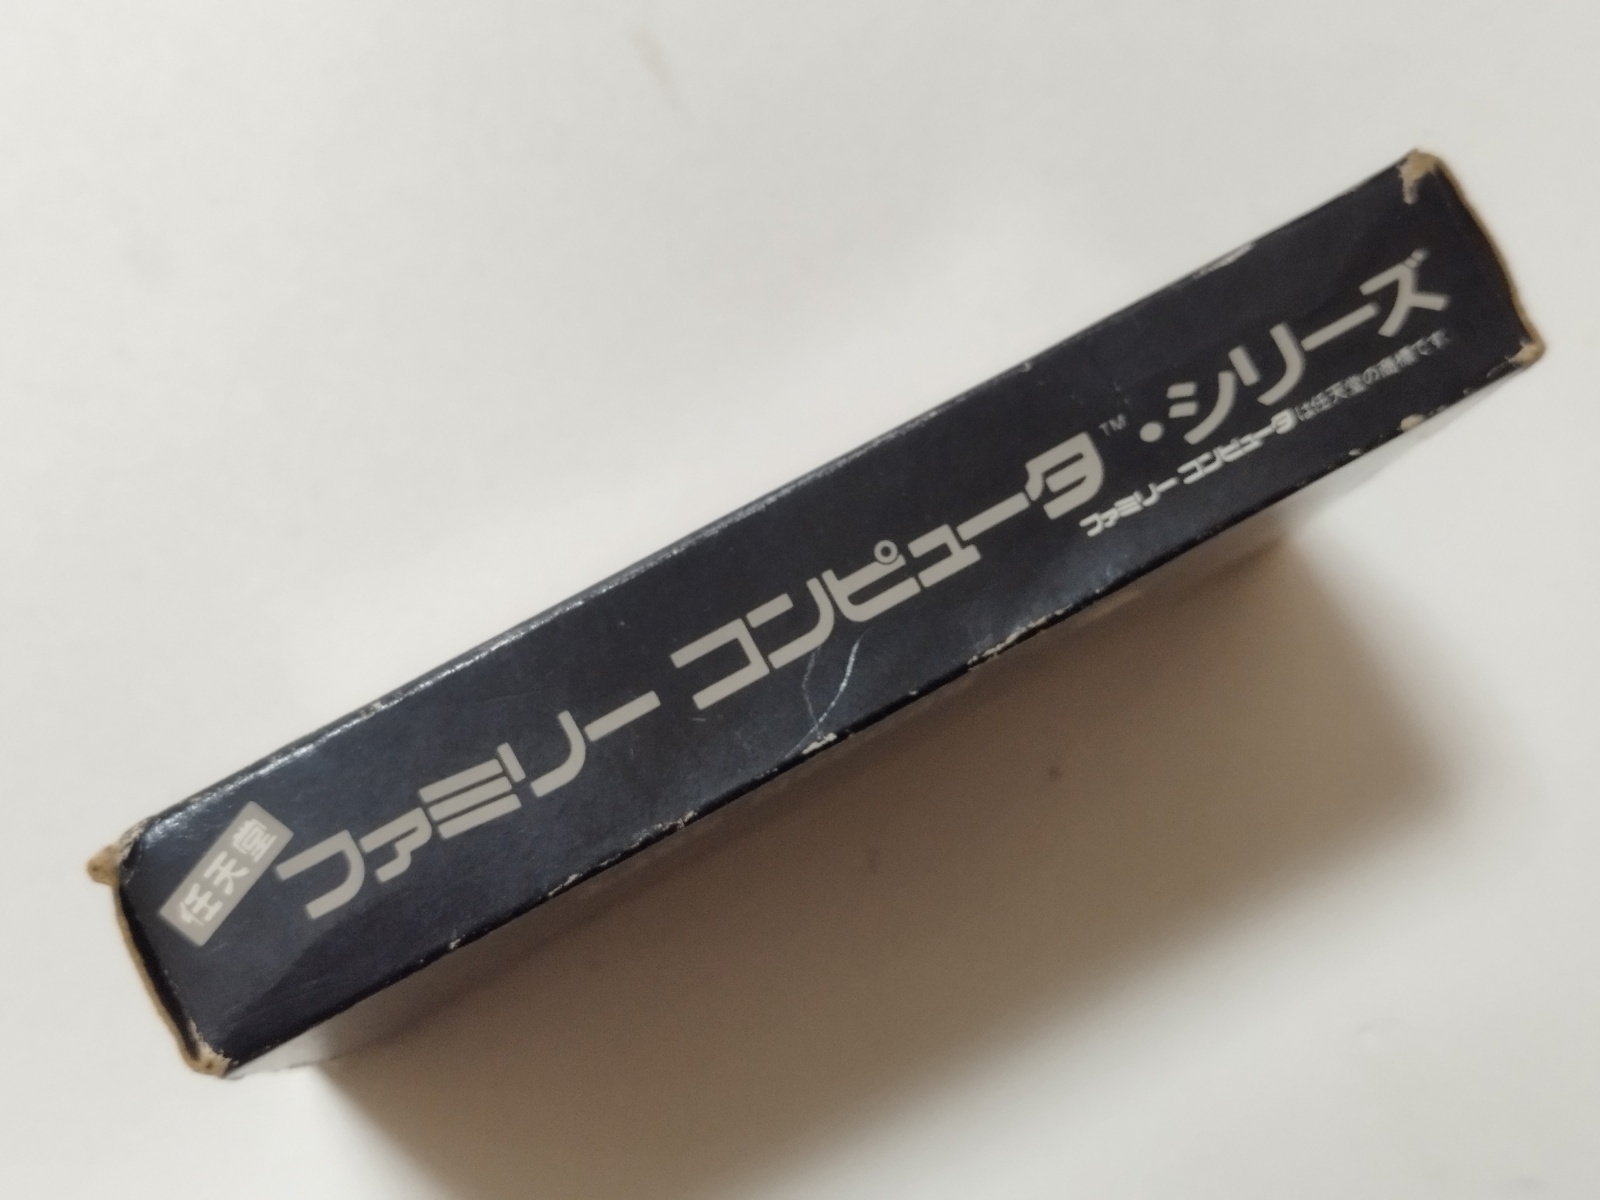 任天堂
ファミリー コンピュータ™・シリーズ
ファミリー コンピュータは任天堂の商標です。